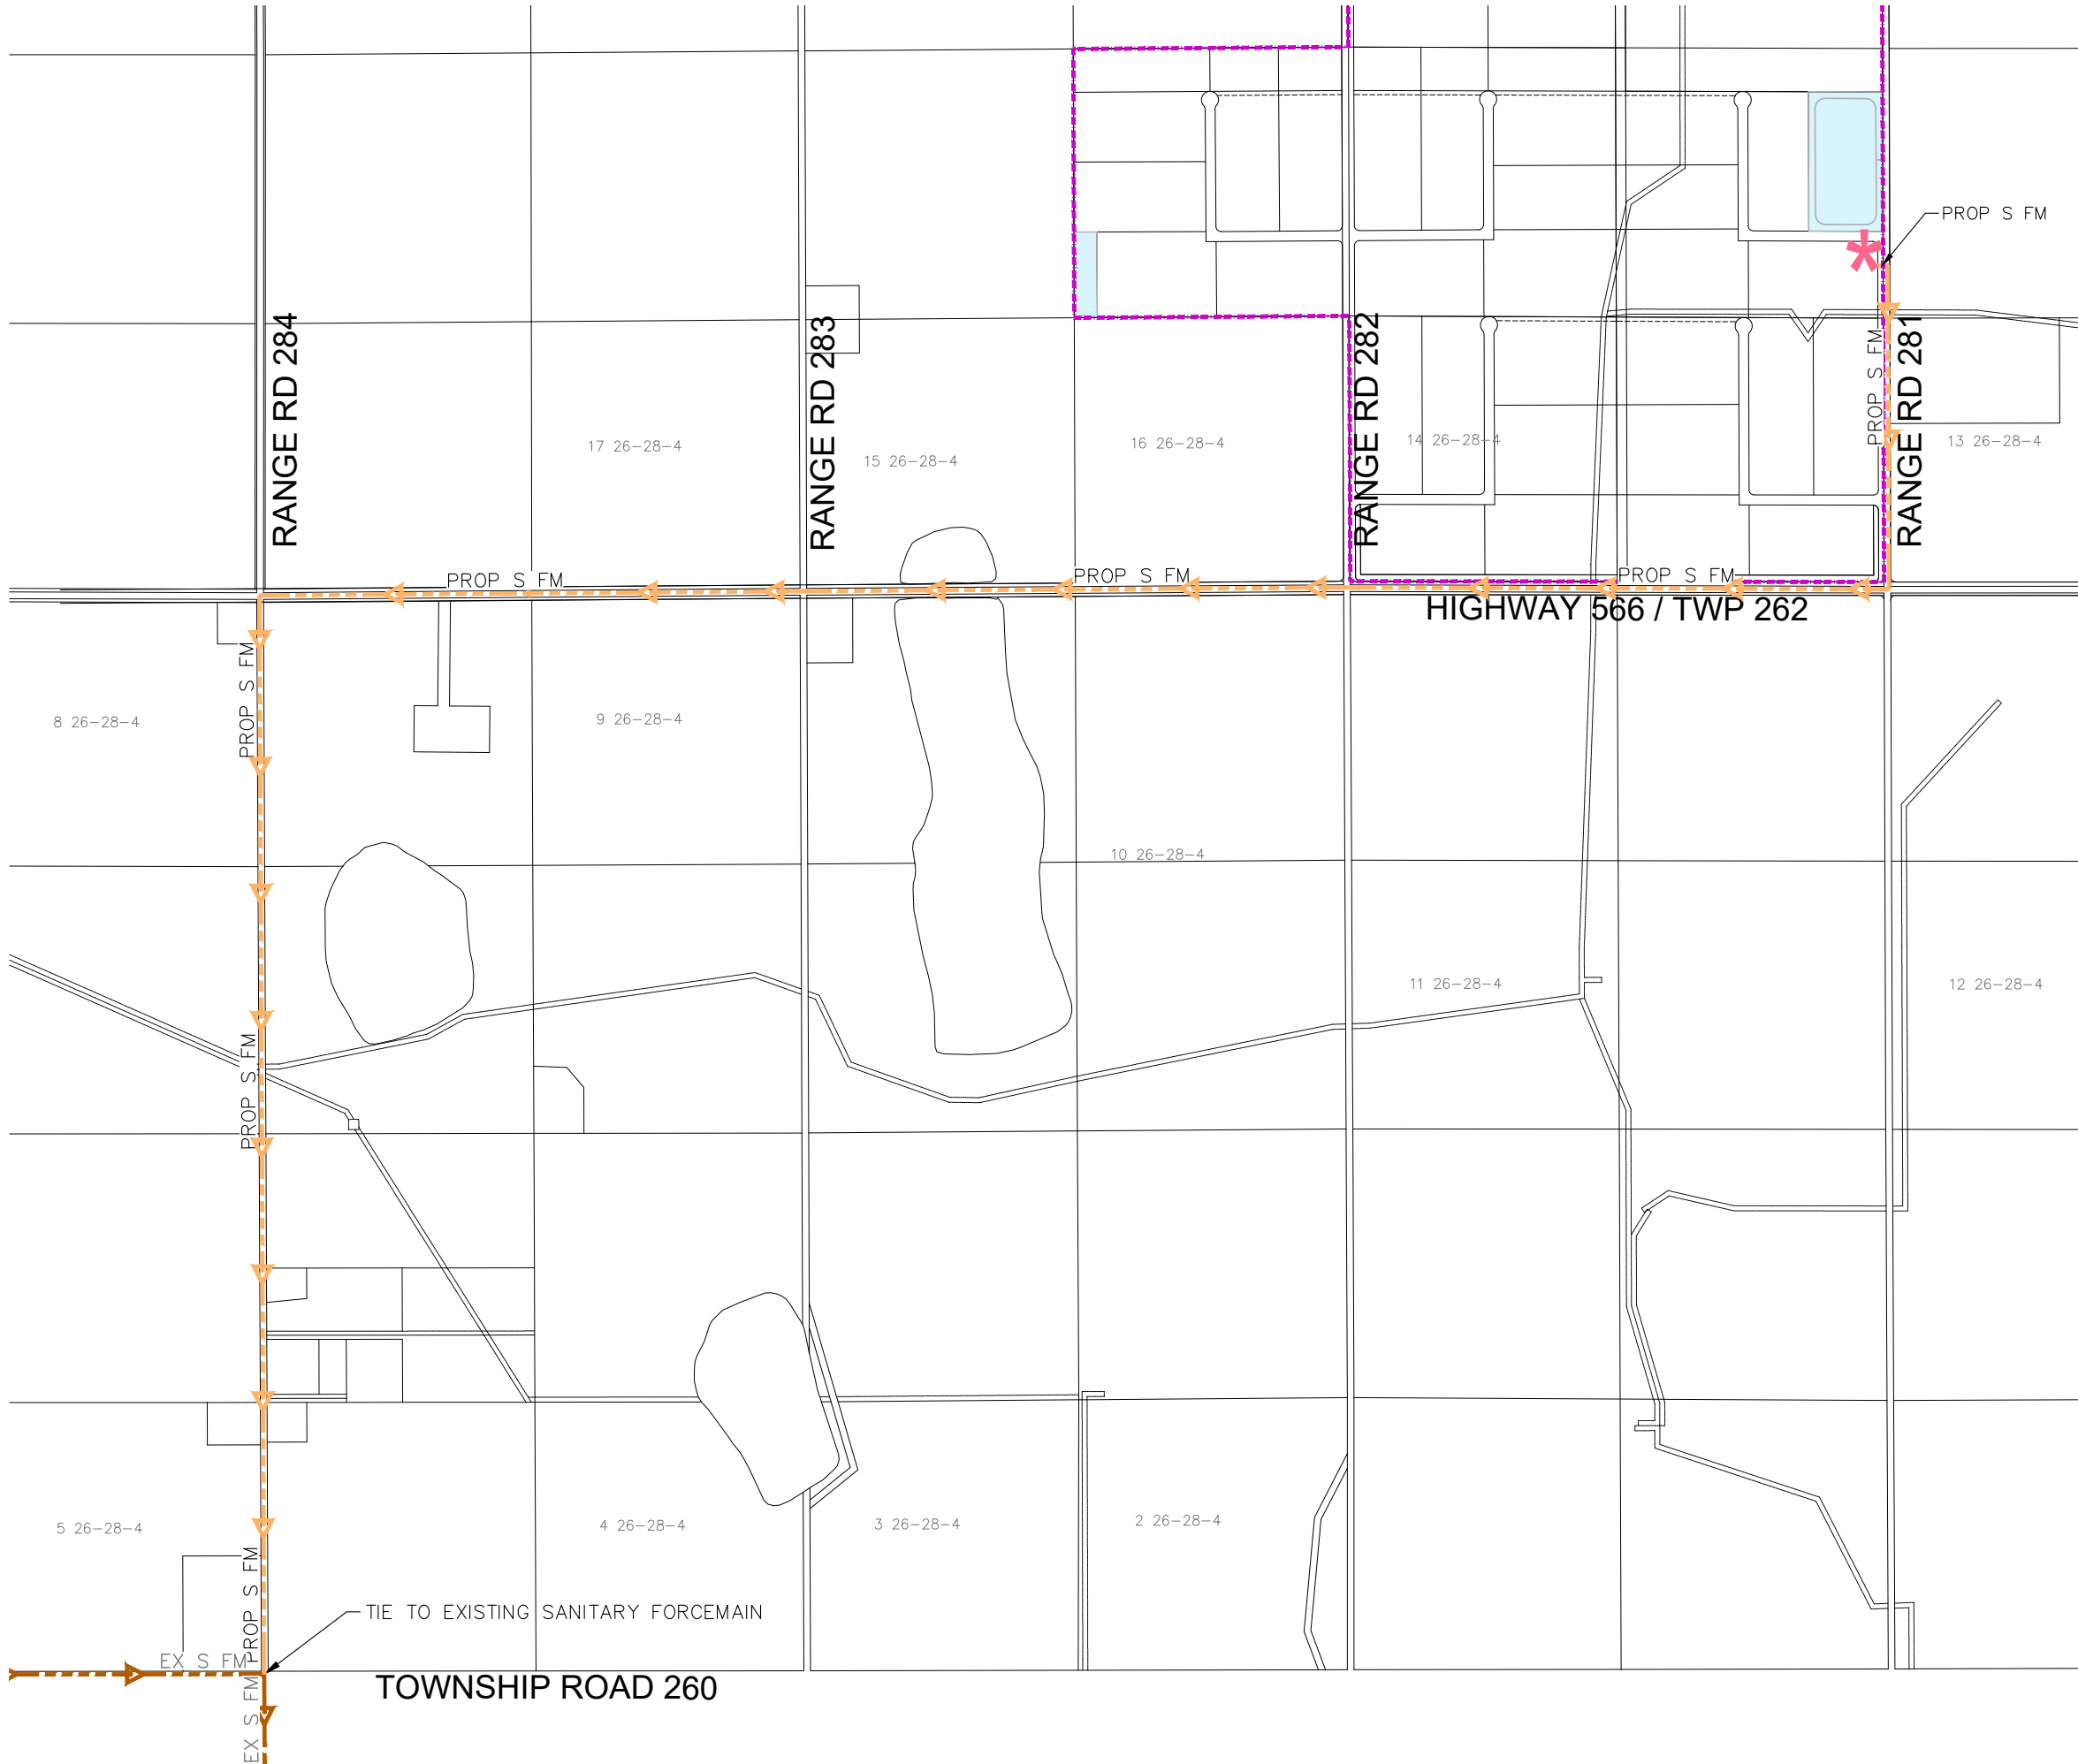 PROP S FM
RANGE RD 284
RANGE RD 283
RANGE RD 282
PROP S FM
RANGE RD 281
17 26-28-4
15 26-28-4
16 26-28-4
14 26-28-4
13 26-28-4
PROP S FM
PROP S FM
PROP S FM
HIGHWAY 566 / TWP 262
PROP S FM
8 26-28-4
9 26-28-4
10 26-28-4
11 26-28-4
12 26-28-4
PROP S FM
5 26-28-4
4 26-28-4
3 26-28-4
2 26-28-4
PROP S FM
TIE TO EXISTING SANITARY FORCEMAIN
EX S FM
TOWNSHIP ROAD 260
EX S FM